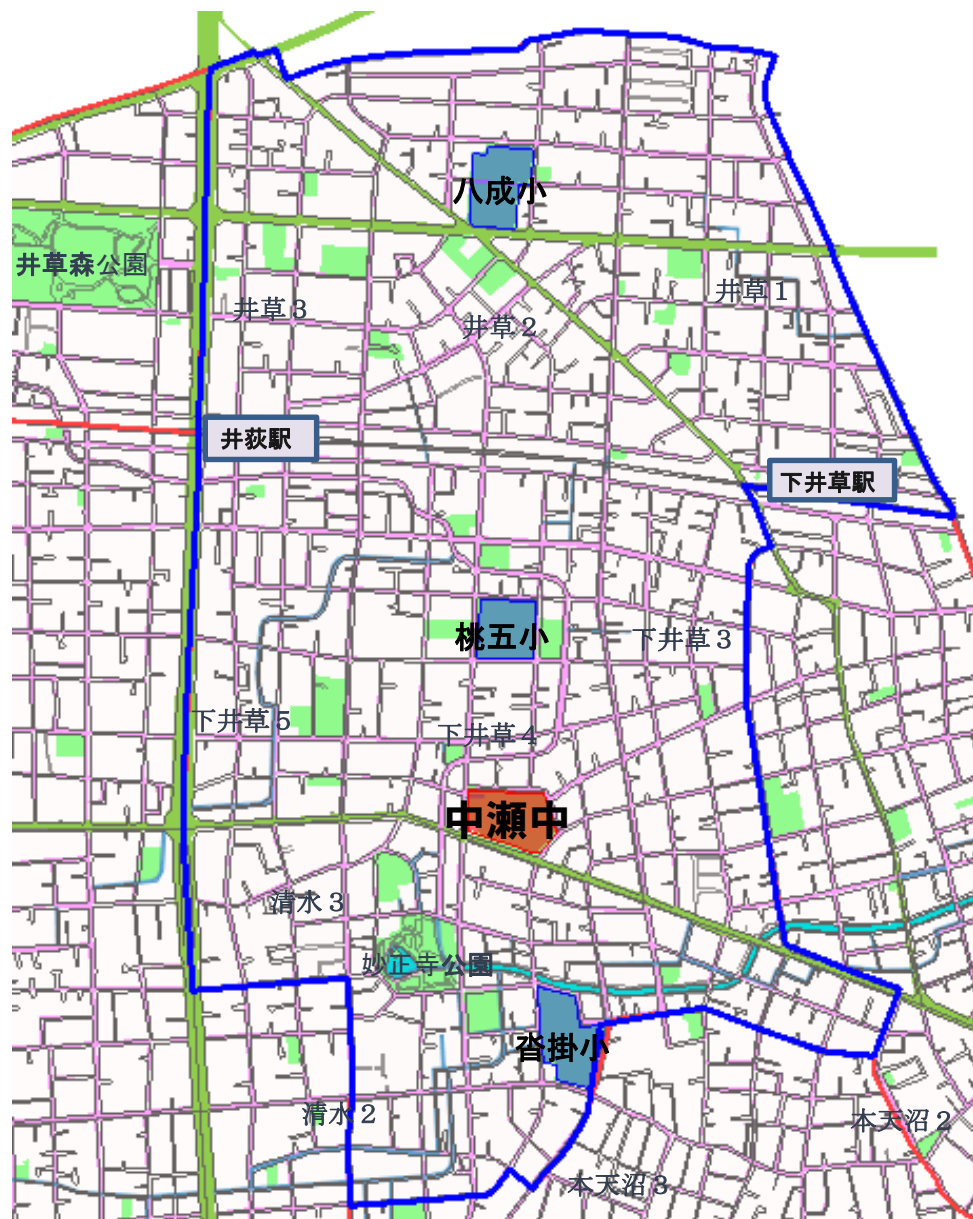 八成小
井草森公園
井草１
井草３
井草２
井荻駅
下井草駅
桃五小
下井草３
下井草５
下井草４
中瀬中
清水３
妙正寺公園
沓掛小
清水２
本天沼２
本天沼３